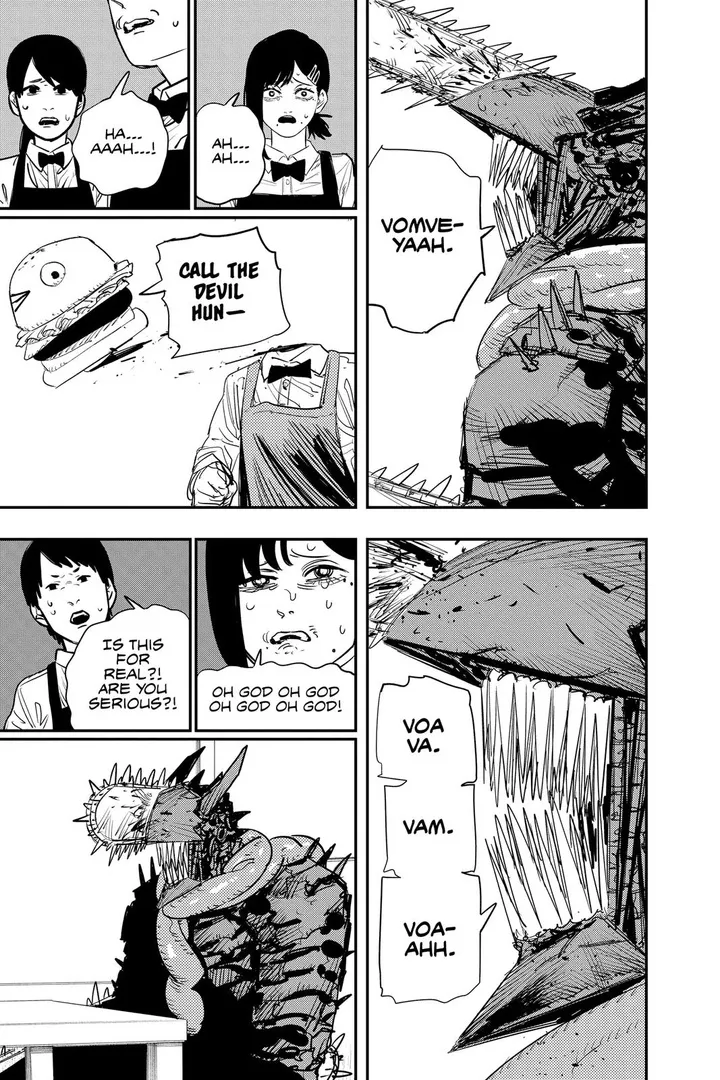 VOMVE-
YAAH.
AH...
AH...
HA...
AAAH...!
CALL THE
DEVIL
HUN—
VOA
VA.
VAM.
VOA-
AHH.
OH GOD OH GOD
OH GOD OH GOD!
IS THIS
FOR
REAL?!
ARE YOU
SERIOUS?!